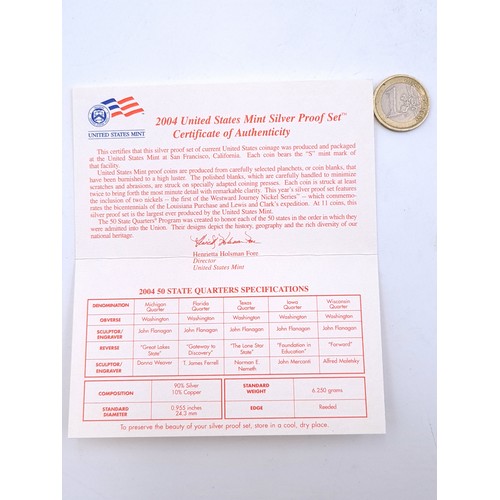 2004 United States Mint Silver Proof Set™
Certificate of Authenticity
UNITED STATES MINT
This certifies that this silver proof set of current United States coinage was produced and packaged
at the United States Mint at San Francisco, California. Each coin bears the "S" mint mark of
that facility.
United States Mint proof coins are produced from carefully selected planchets, or coin blanks, that
have been burnished to a high luster. The polished blanks, which are carefully handled to minimize
scratches and abrasions, are struck on specially adapted coining presses. Each coin is struck at least
twice to bring forth the most minute detail with remarkable clarity. This year's silver proof set features
the inclusion of two nickels – the first of the Westward Journey Nickel Series™ – which commemo-
rates the bicentennials of the Louisiana Purchase and Lewis and Clark's expedition. At 11 coins, this
silver proof set is the largest ever produced by the United States Mint.
The 50 State Quarters® Program was created to honor each of the 50 states in the order in which they
were admitted into the Union. Their designs depict the history, geography and the rich diversity of our
national heritage.
Henrietta Holsman Fore
Director
United States Mint
2004 50 STATE QUARTERS SPECIFICATIONS
DENOMINATION Michigan Quarter Florida Quarter Texas Quarter Iowa Quarter Wisconsin Quarter
OBVERSE Washington Washington Washington Washington Washington
SCULPTOR/ ENGRAVER John Flanagan John Flanagan John Flanagan John Flanagan John Flanagan
REVERSE "Great Lakes State" "Gateway to Discovery" "The Lone Star State" "Foundation in Education" "Forward"
SCULPTOR/ ENGRAVER Donna Weaver T. James Ferrell Norman E. Nemeth John Mercanti Alfred Maletsky
COMPOSITION 90% Silver 10% Copper STANDARD WEIGHT 6.250 grams
STANDARD DIAMETER 0.955 inches 24.3 mm EDGE Reeded
To preserve the beauty of your silver proof set, store in a cool, dry place.
1